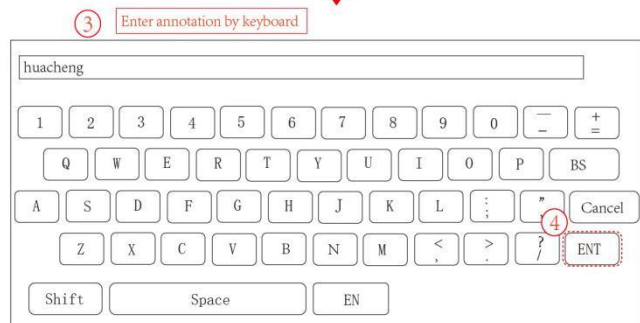 3 Enter annotation by keyboard
huacheng
1 2 3 4 5 6 7 8 9 0 — _ + =
Q W E R T Y U I O P BS
A S D F G H J K L : ; " ' Cancel
4
Z X C V B N M < , > . ? / ENT
Shift Space EN